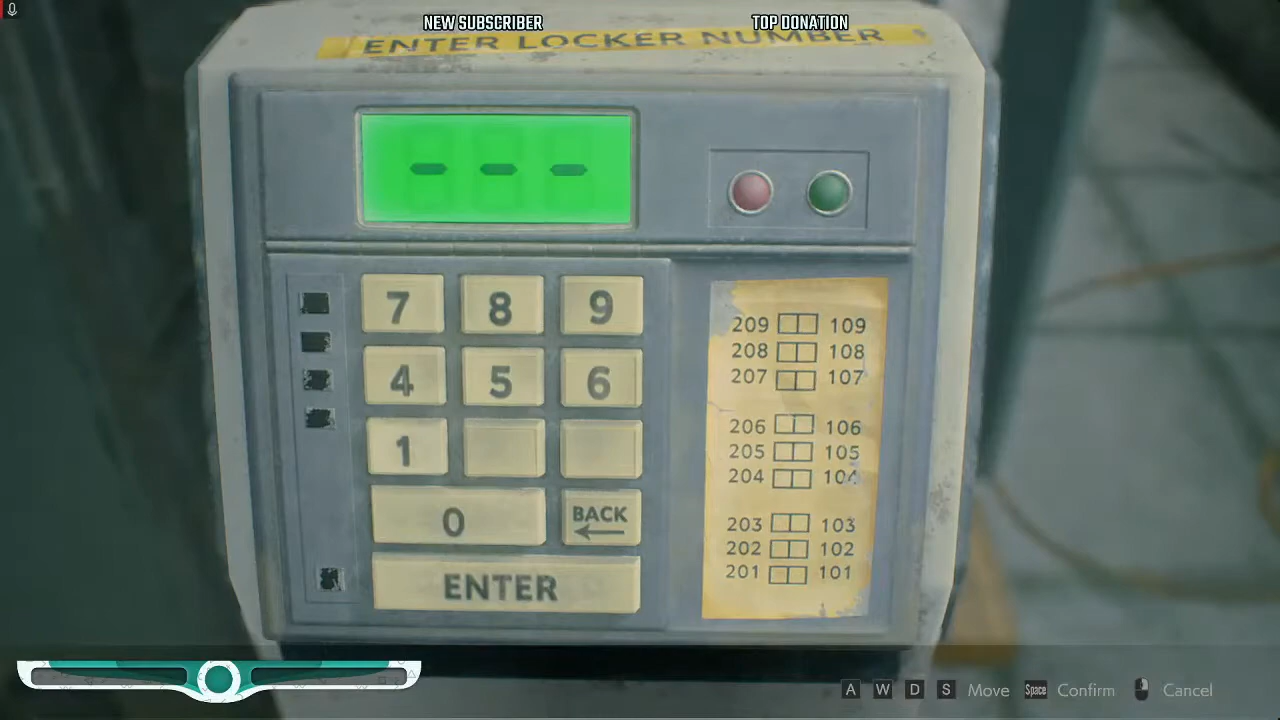 NEW SUBSCRIBER
TOP DONATION
ENTER LOCKER NUMBER
- - -
7 8 9
4 5 6
1
0 BACK
ENTER
209 109
208 108
207 107
206 106
205 105
204 104
203 103
202 102
201 101
A W D S Move Space Confirm Cancel